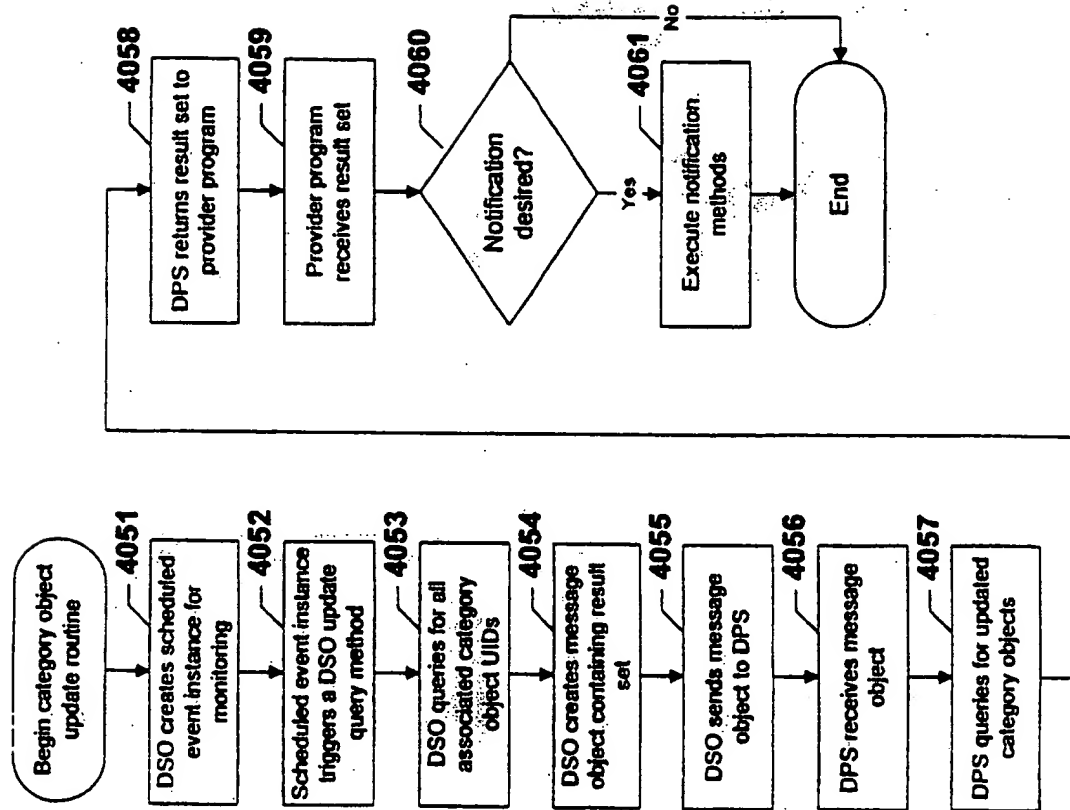 Begin category object
update routine
4051
DSO creates scheduled
event instance for
monitoring
4052
Scheduled event instance
triggers a DSO update
query method
4053
DSO queries for all
associated category
object UIDs
4054
DSO creates message
object containing result
set
4055
DSO sends message
object to DPS
4056
DPS receives message
object
4057
DPS queries for updated
category objects
4058
DPS returns result set to
provider program
4059
Provider program
receives result set
4060
Notification
desired?
No
Yes
4061
Execute notification
methods
End